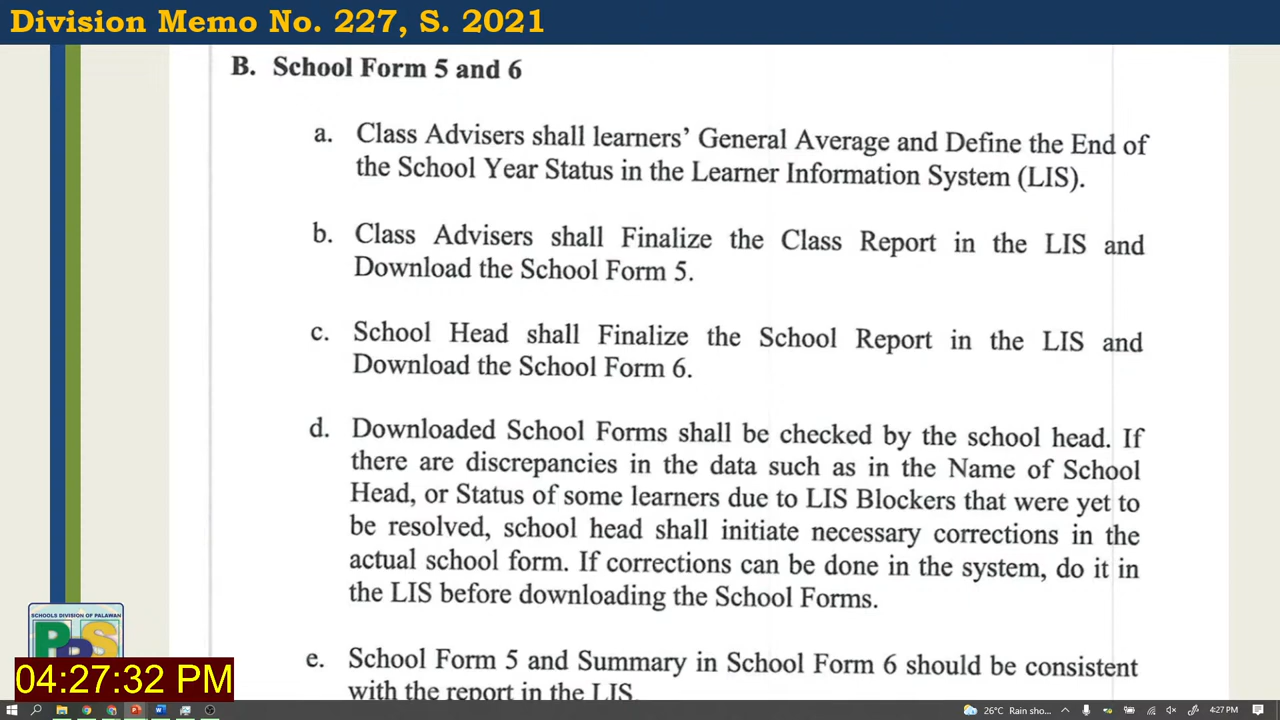 Division Memo No. 227, S. 2021
B. School Form 5 and 6
a. Class Advisers shall learners' General Average and Define the End of
the School Year Status in the Learner Information System (LIS).
b. Class Advisers shall Finalize the Class Report in the LIS and
Download the School Form 5.
c. School Head shall Finalize the School Report in the LIS and
Download the School Form 6.
d. Downloaded School Forms shall be checked by the school head. If
there are discrepancies in the data such as in the Name of School
Head, or Status of some learners due to LIS Blockers that were yet to
be resolved, school head shall initiate necessary corrections in the
actual school form. If corrections can be done in the system, do it in
the LIS before downloading the School Forms.
e. School Form 5 and Summary in School Form 6 should be consistent
with the report in the LIS.
SCHOOLS DIVISION OF PALAWAN
04:27:32 PM
26°C Rain sho...
4:27 PM